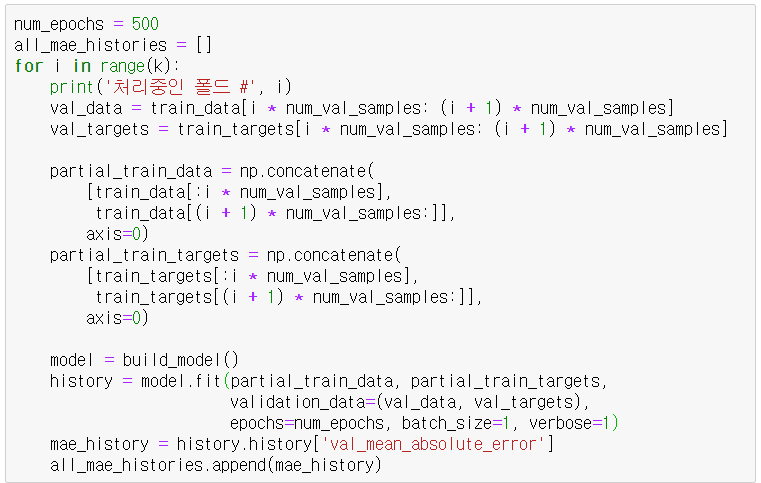 num_epochs = 500
all_mae_histories = []
for i in range(k):
    print('처리중인 폴드 #', i)
    val_data = train_data[i * num_val_samples: (i + 1) * num_val_samples]
    val_targets = train_targets[i * num_val_samples: (i + 1) * num_val_samples]

    partial_train_data = np.concatenate(
        [train_data[:i * num_val_samples],
         train_data[(i + 1) * num_val_samples:]],
        axis=0)
    partial_train_targets = np.concatenate(
        [train_targets[:i * num_val_samples],
         train_targets[(i + 1) * num_val_samples:]],
        axis=0)

    model = build_model()
    history = model.fit(partial_train_data, partial_train_targets,
                        validation_data=(val_data, val_targets),
                        epochs=num_epochs, batch_size=1, verbose=1)
    mae_history = history.history['val_mean_absolute_error']
    all_mae_histories.append(mae_history)